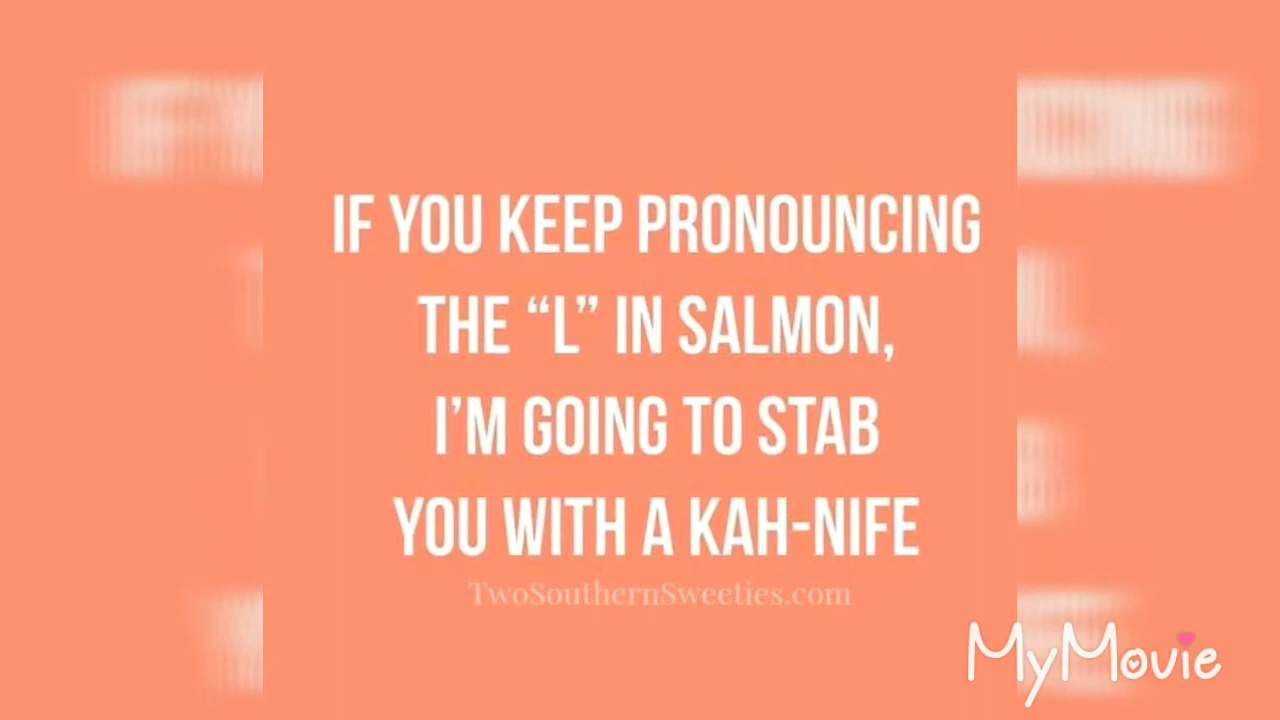 IF YOU KEEP PRONOUNCING
THE “L” IN SALMON,
I’M GOING TO STAB
YOU WITH A KAH-NIFE
TwoSouthernSweeties.com
MyMovie